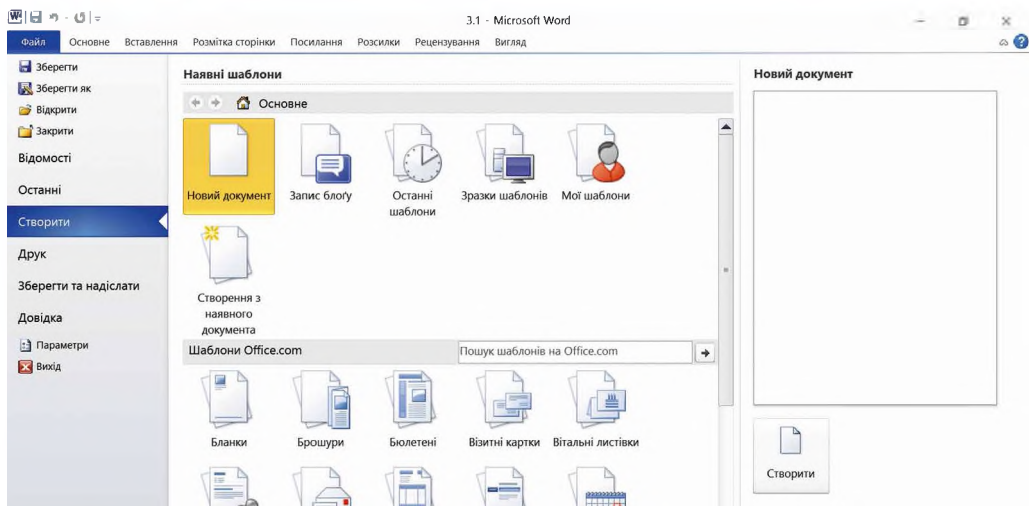 3.1 - Microsoft Word
Файл Основне Вставлення Розмітка сторінки Посилання Розсилки Рецензування Вигляд
Зберегти
Зберегти як
Відкрити
Закрити
Відомості
Останні
Створити
Друк
Зберегти та надіслати
Довідка
Параметри
Вихід
Наявні шаблони
Основне
Новий документ Запис блоґу Останні шаблони Зразки шаблонів Мої шаблони
Створення з
наявного
документа
Шаблони Office.com Пошук шаблонів на Office.com
Бланки Брошури Бюлетені Візитні картки Вітальні листівки
Новий документ
Створити